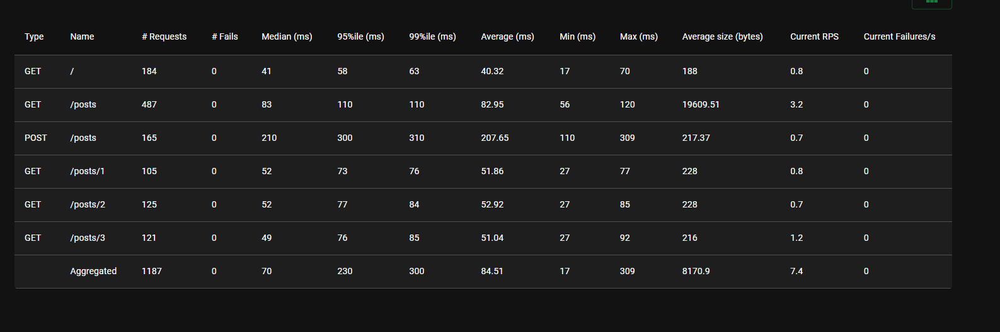 Type Name # Requests # Fails Median (ms) 95%ile (ms) 99%ile (ms) Average (ms) Min (ms) Max (ms) Average size (bytes) Current RPS Current Failures/s
GET / 184 0 41 58 63 40.32 17 70 188 0.8 0
GET /posts 487 0 83 110 110 82.95 56 120 19609.51 3.2 0
POST /posts 165 0 210 300 310 207.65 110 309 217.37 0.7 0
GET /posts/1 105 0 52 73 76 51.86 27 77 228 0.8 0
GET /posts/2 125 0 52 77 84 52.92 27 85 228 0.7 0
GET /posts/3 121 0 49 76 85 51.04 27 92 216 1.2 0
Aggregated 1187 0 70 230 300 84.51 17 309 8170.9 7.4 0